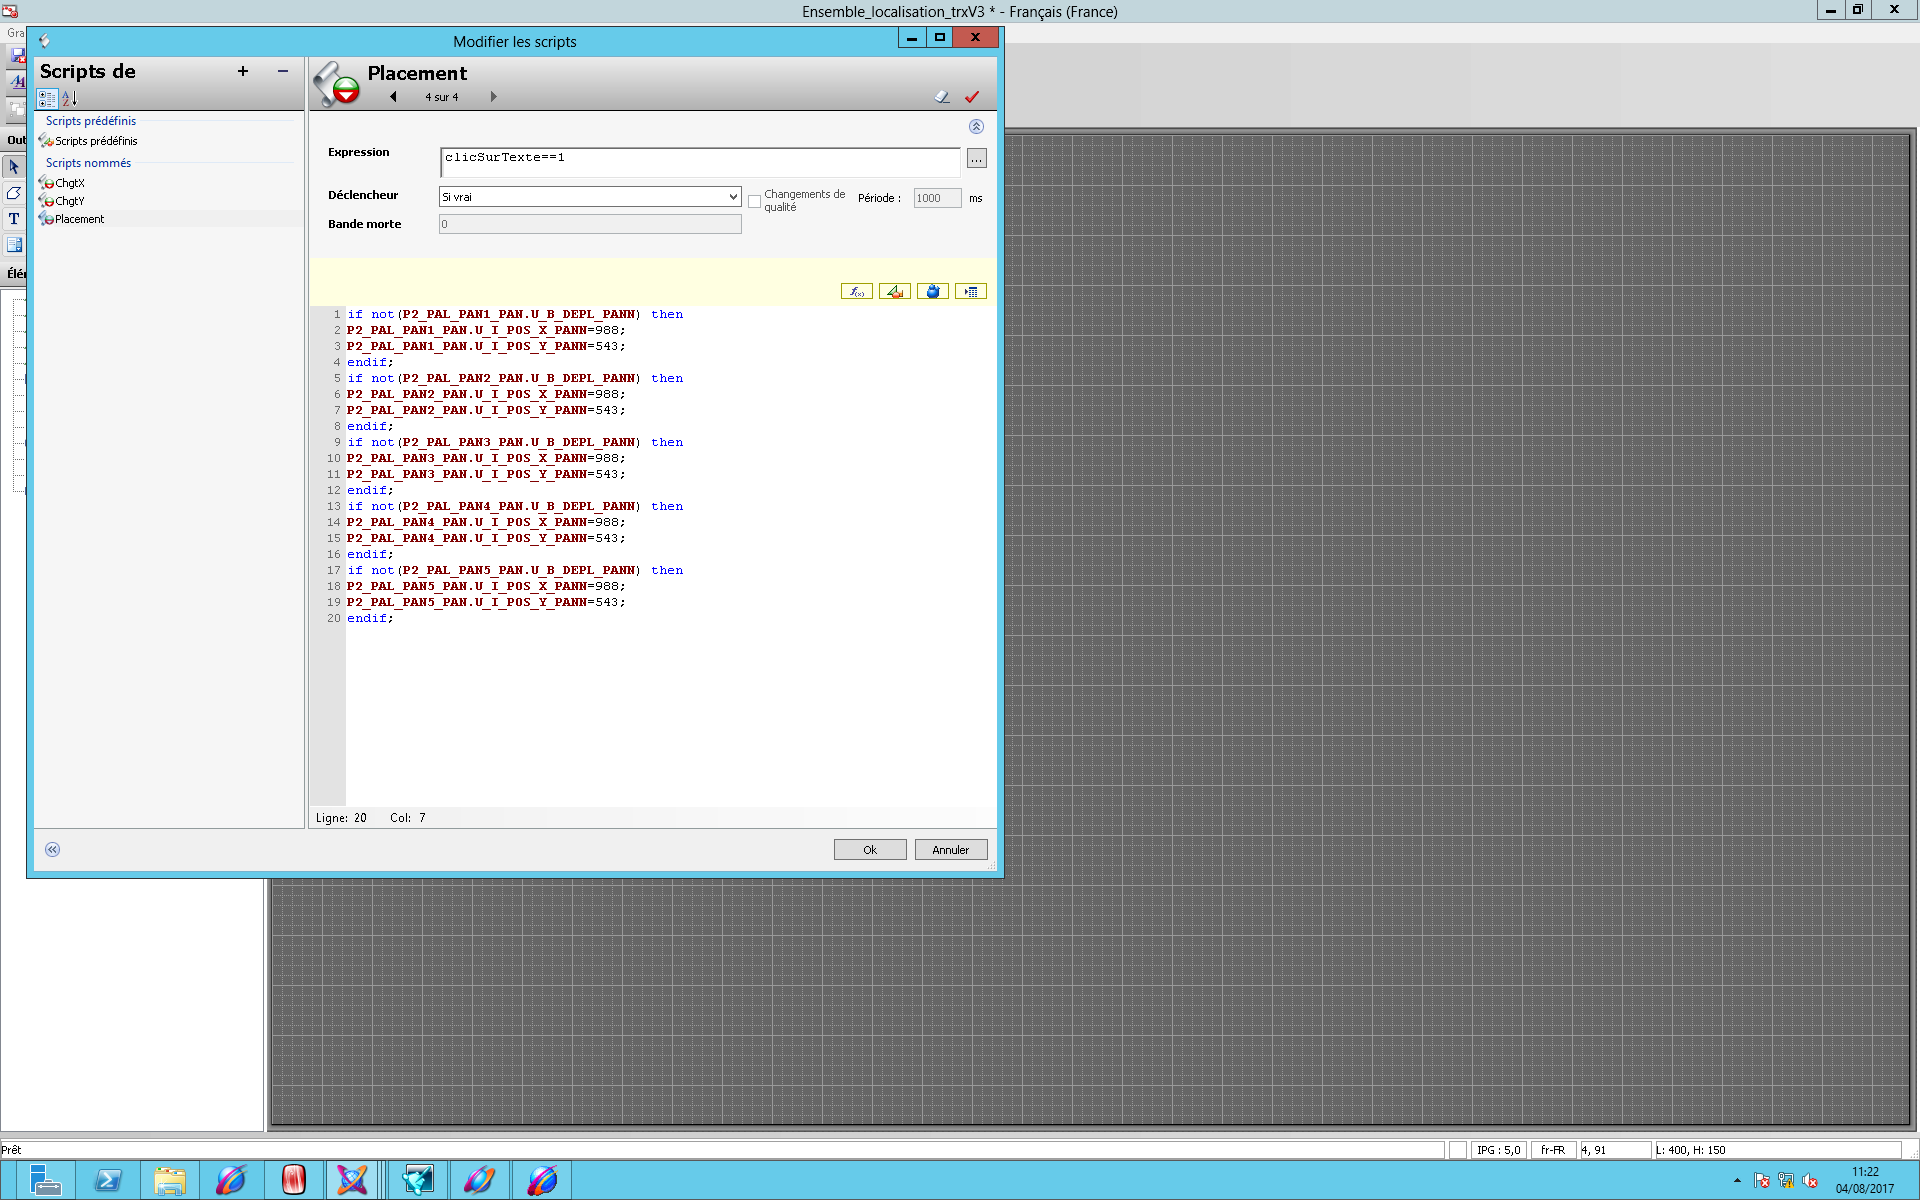 Ensemble_localisation_trxV3 * - Français (France)
Gra
Modifier les scripts
Scripts de
+
−
Placement
4 sur 4
Scripts prédéfinis
Scripts prédéfinis
Scripts nommés
ChgtX
ChgtY
Placement
Out
T
Élér
Expression
clicSurTexte==1
...
Déclencheur
Si vrai
Changements de
qualité
Période :
1000
ms
Bande morte
0
f(x)
1 if not(P2_PAL_PAN1_PAN.U_B_DEPL_PANN) then
2 P2_PAL_PAN1_PAN.U_I_POS_X_PANN=988;
3 P2_PAL_PAN1_PAN.U_I_POS_Y_PANN=543;
4 endif;
5 if not(P2_PAL_PAN2_PAN.U_B_DEPL_PANN) then
6 P2_PAL_PAN2_PAN.U_I_POS_X_PANN=988;
7 P2_PAL_PAN2_PAN.U_I_POS_Y_PANN=543;
8 endif;
9 if not(P2_PAL_PAN3_PAN.U_B_DEPL_PANN) then
10 P2_PAL_PAN3_PAN.U_I_POS_X_PANN=988;
11 P2_PAL_PAN3_PAN.U_I_POS_Y_PANN=543;
12 endif;
13 if not(P2_PAL_PAN4_PAN.U_B_DEPL_PANN) then
14 P2_PAL_PAN4_PAN.U_I_POS_X_PANN=988;
15 P2_PAL_PAN4_PAN.U_I_POS_Y_PANN=543;
16 endif;
17 if not(P2_PAL_PAN5_PAN.U_B_DEPL_PANN) then
18 P2_PAL_PAN5_PAN.U_I_POS_X_PANN=988;
19 P2_PAL_PAN5_PAN.U_I_POS_Y_PANN=543;
20 endif;
Ligne: 20 Col: 7
Ok
Annuler
Prêt
IPG : 5,0
fr-FR
4, 91
L: 400, H: 150
11:22
04/08/2017